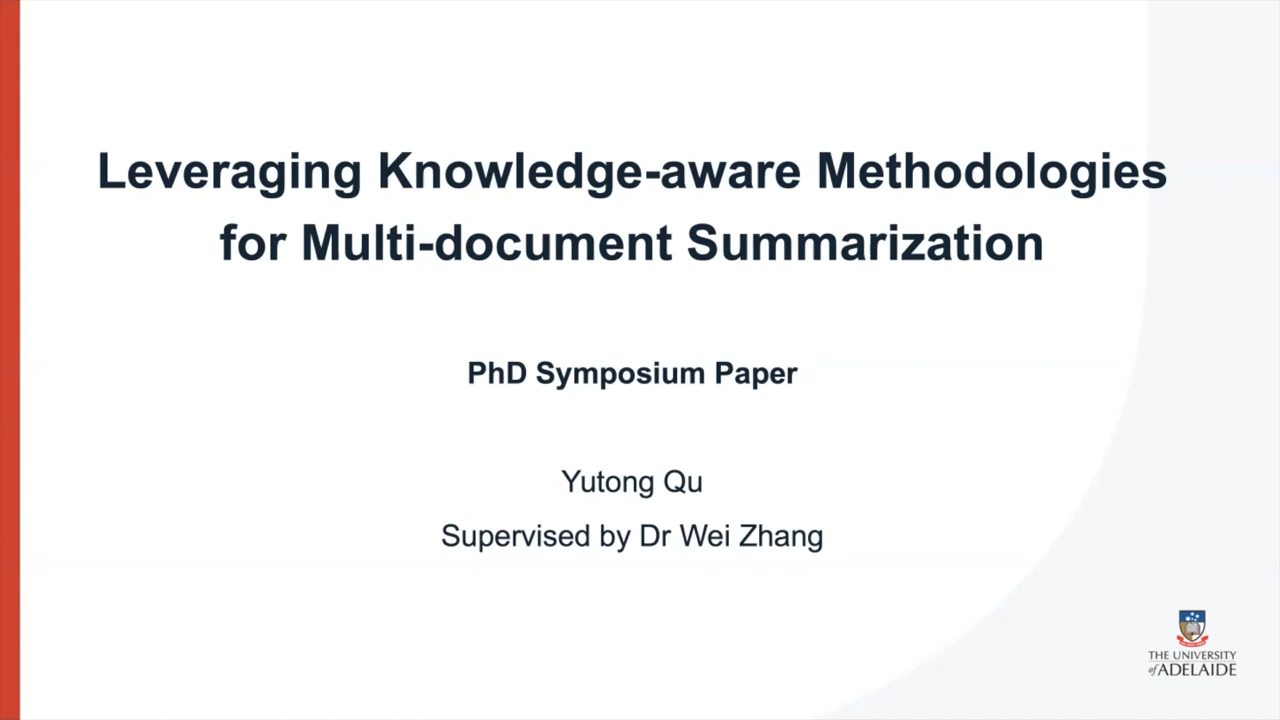 Leveraging Knowledge-aware Methodologies
for Multi-document Summarization
PhD Symposium Paper
Yutong Qu
Supervised by Dr Wei Zhang
THE UNIVERSITY
of ADELAIDE